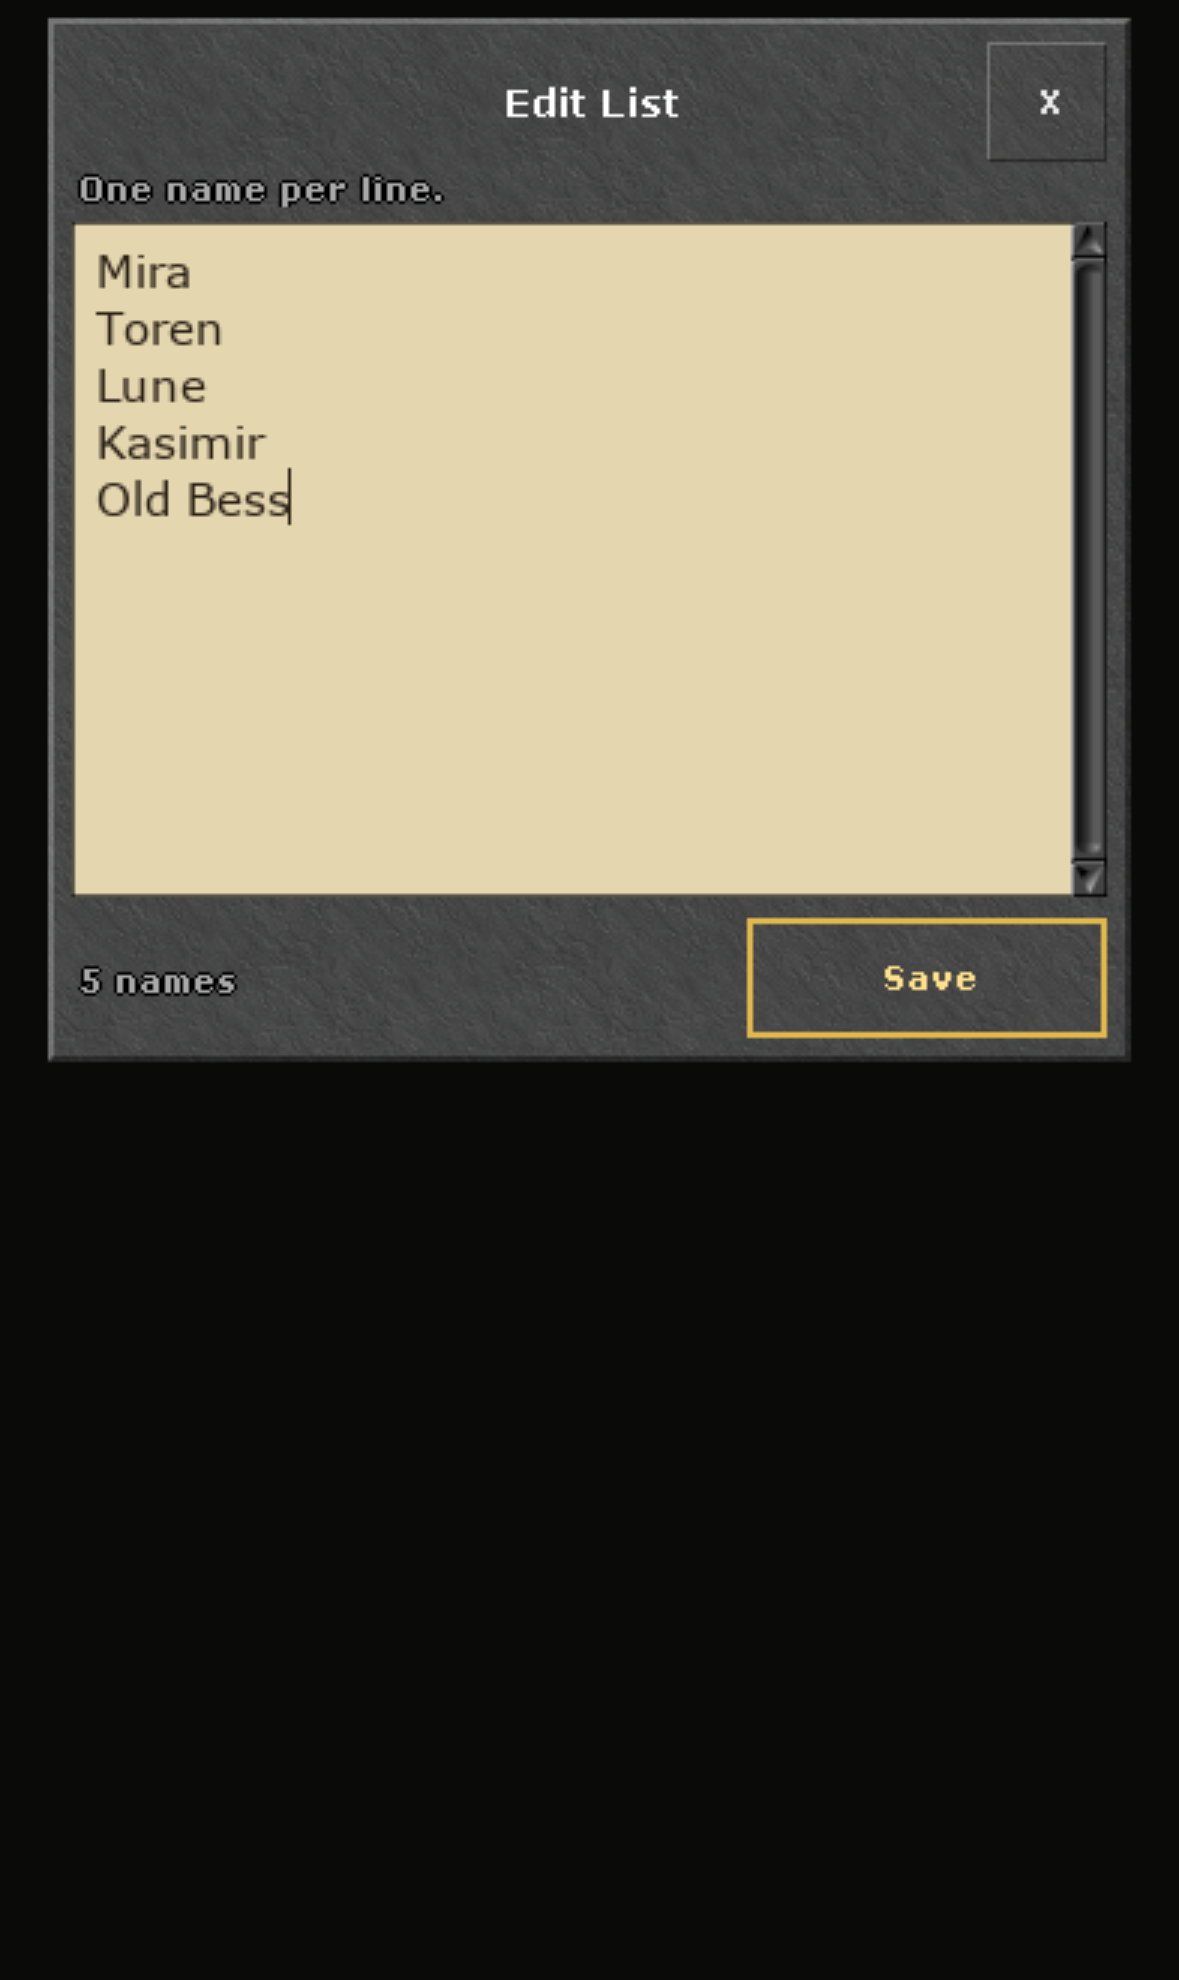 Edit List
X
One name per line.
Mira
Toren
Lune
Kasimir
Old Bess
5 names
Save